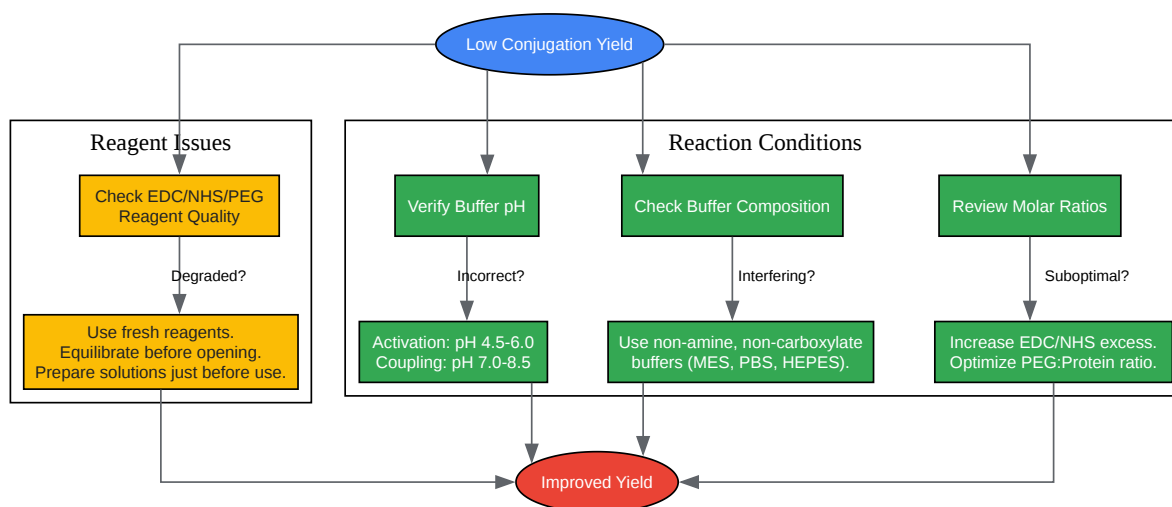 Low Conjugation Yield
Reagent Issues
Reaction Conditions
Check EDC/NHS/PEG
Reagent Quality
Verify Buffer pH
Check Buffer Composition
Review Molar Ratios
Degraded?
Incorrect?
Interfering?
Suboptimal?
Use fresh reagents.
Equilibrate before opening.
Prepare solutions just before use.
Activation: pH 4.5-6.0
Coupling: pH 7.0-8.5
Use non-amine, non-carboxylate
buffers (MES, PBS, HEPES).
Increase EDC/NHS excess.
Optimize PEG:Protein ratio.
Improved Yield